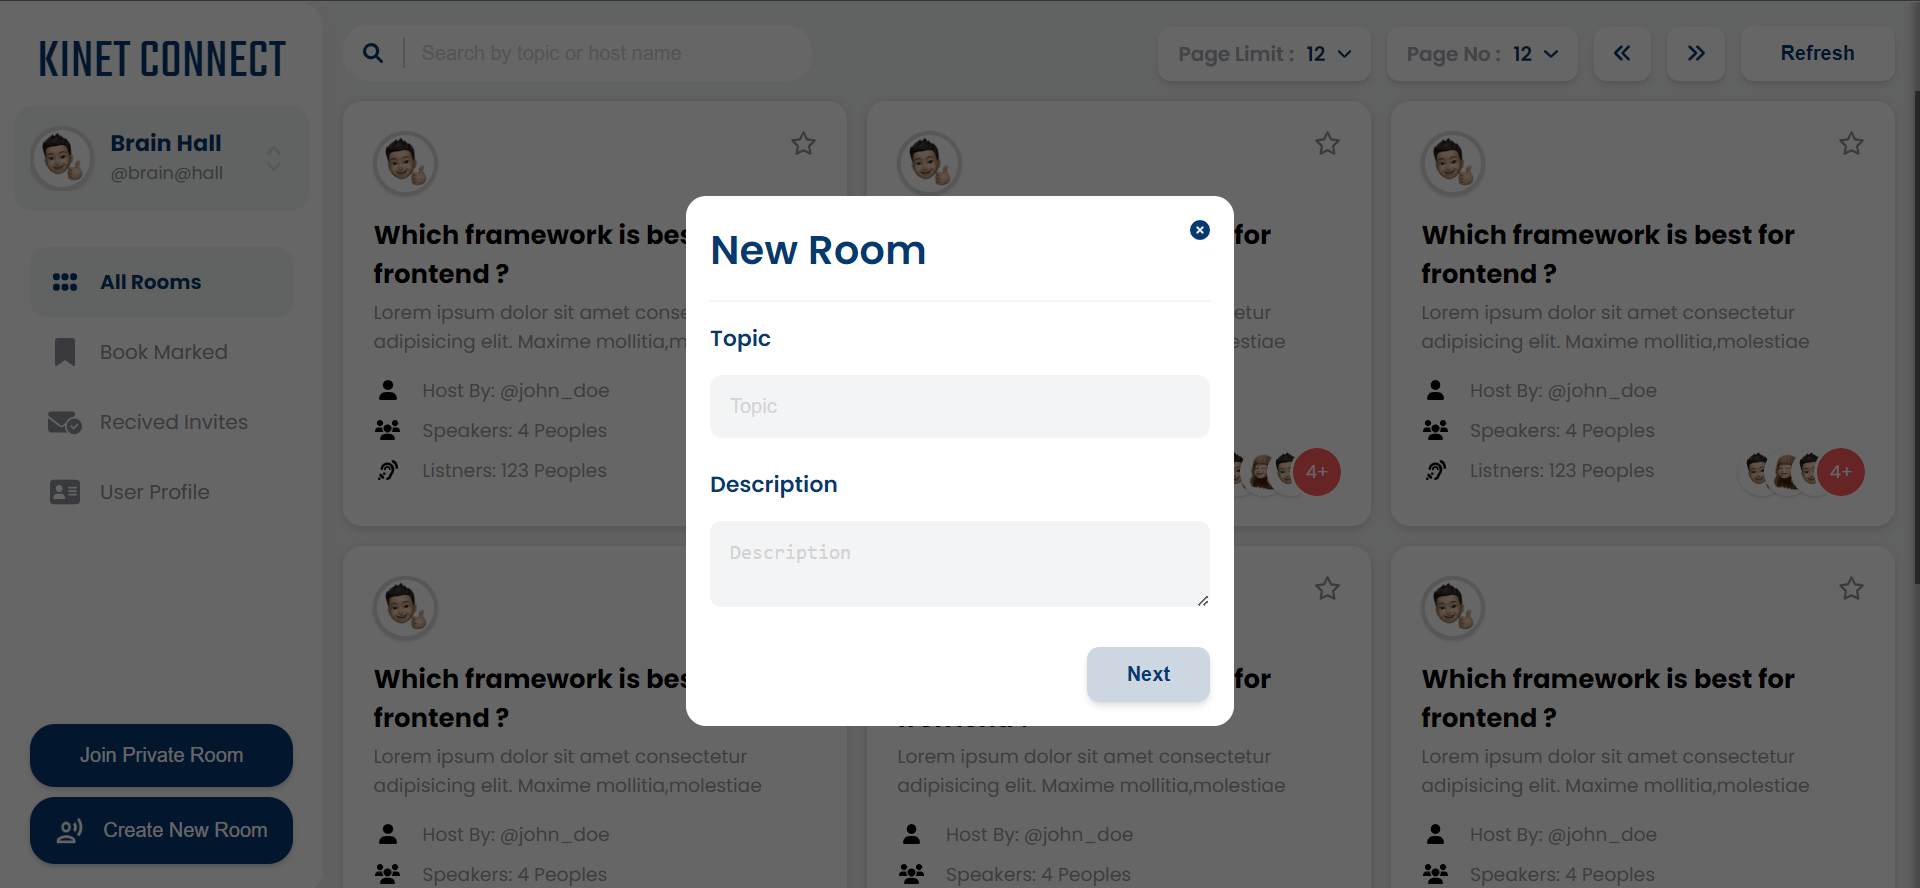 KINET CONNECT
Brain Hall
@brain@hall
All Rooms
Book Marked
Recived Invites
User Profile
Join Private Room
Create New Room
Search by topic or host name
Page Limit : 12
Page No : 12
Refresh
Which framework is bes
frontend ?
Lorem ipsum dolor sit amet conse
adipisicing elit. Maxime mollitia,m
Host By: @john_doe
Speakers: 4 Peoples
Listners: 123 Peoples
for
etur
estiae
4+
Which framework is best for
frontend ?
Lorem ipsum dolor sit amet consectetur
adipisicing elit. Maxime mollitia,molestiae
Host By: @john_doe
Speakers: 4 Peoples
Listners: 123 Peoples
4+
New Room
Topic
Topic
Description
Description
Next
Which framework is bes
frontend ?
Lorem ipsum dolor sit amet consectetur
adipisicing elit. Maxime mollitia,molestiae
Host By: @john_doe
Speakers: 4 Peoples
for
frontend ?
Lorem ipsum dolor sit amet consectetur
adipisicing elit. Maxime mollitia,molestiae
Host By: @john_doe
Speakers: 4 Peoples
Which framework is best for
frontend ?
Lorem ipsum dolor sit amet consectetur
adipisicing elit. Maxime mollitia,molestiae
Host By: @john_doe
Speakers: 4 Peoples